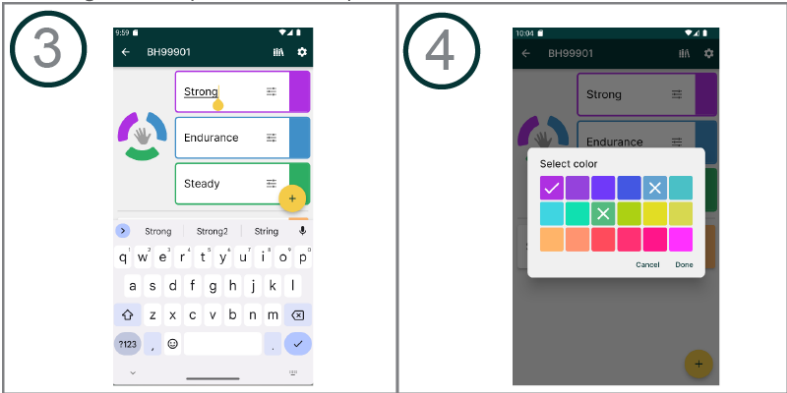 3
9:59
BH99901
Strong
Endurance
Steady
+
Strong Strong2 String
q w e r t y u i o p
a s d f g h j k l
z x c v b n m
?123 , .
4
10:04
BH99901
Strong
Endurance
Select color
Cancel Done
+